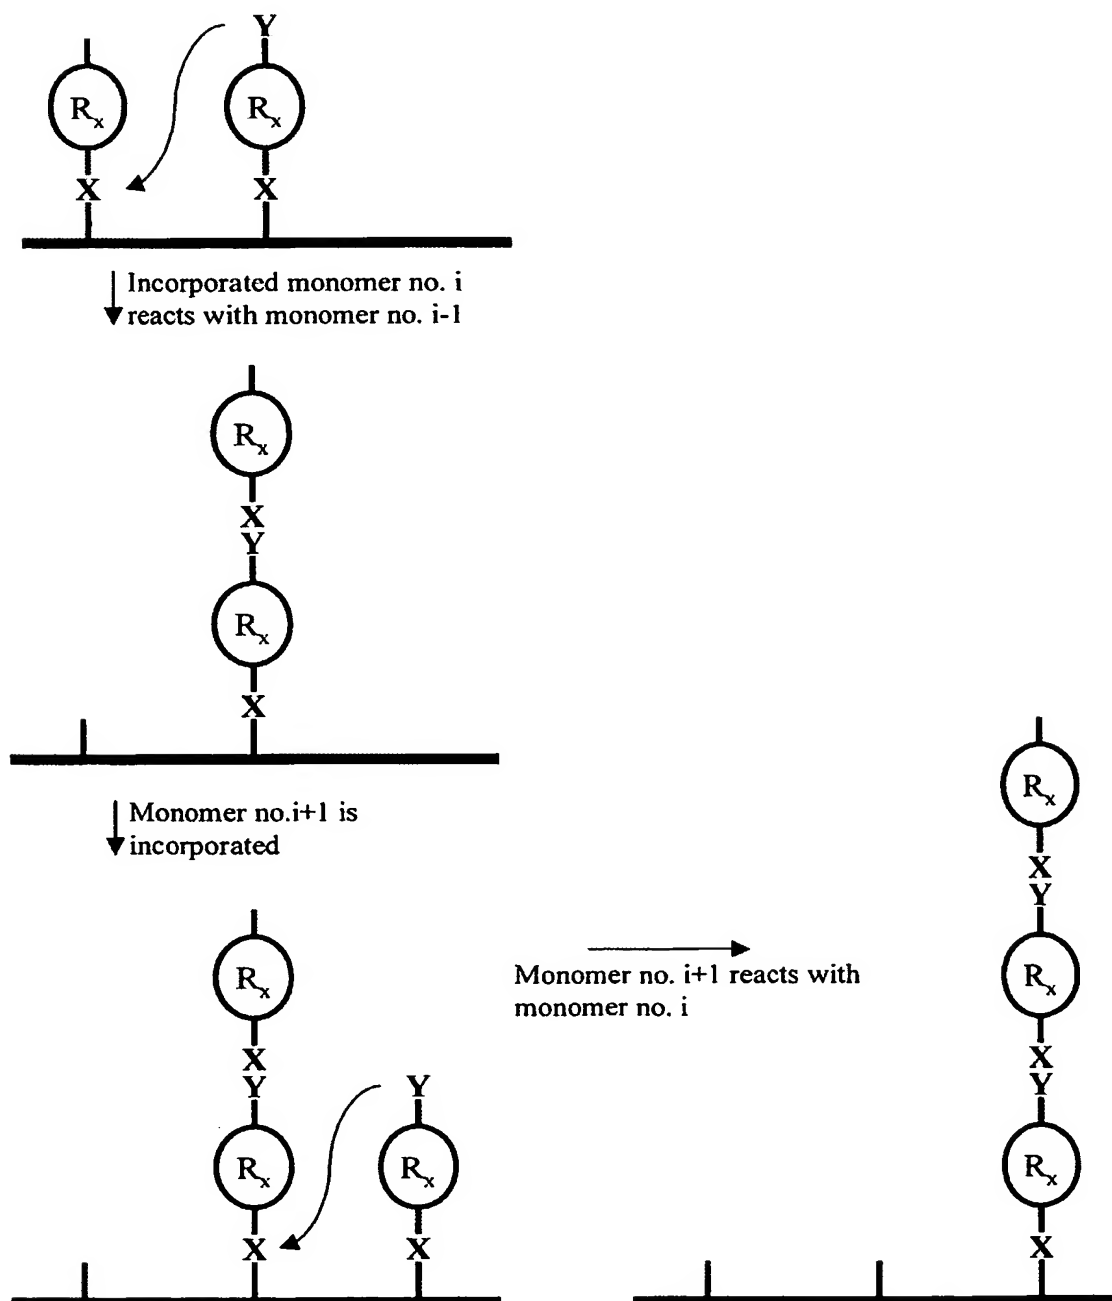 Y
Rx Rx
X X
Incorporated monomer no. i
reacts with monomer no. i-1
Rx
X
Y
Rx
X
Monomer no.i+1 is
incorporated
Rx
X
Y Y
Rx Rx
X X
Monomer no. i+1 reacts with
monomer no. i
Rx
X
Y
Rx
X
Y
Rx
X